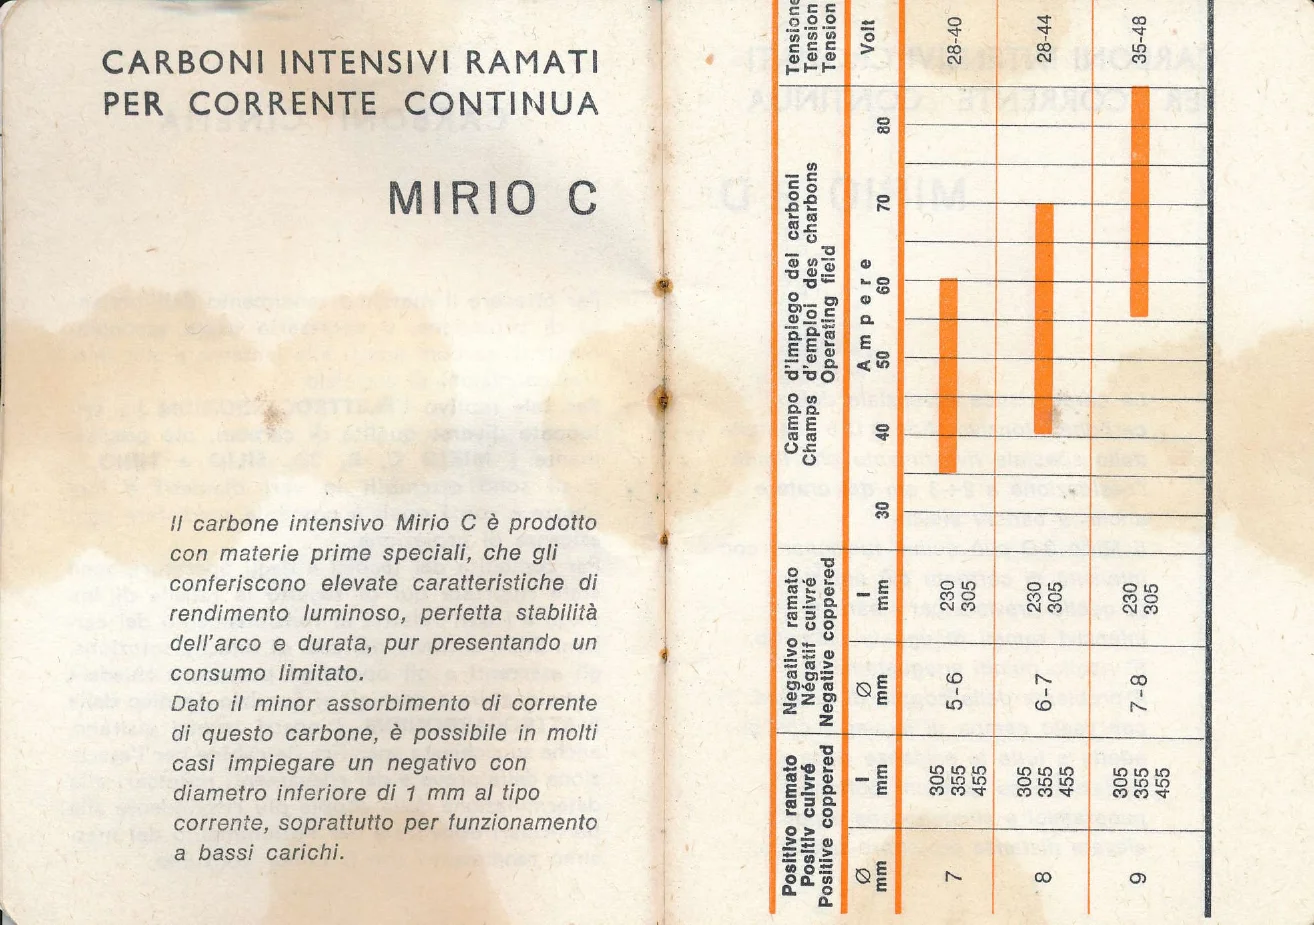 CARBONI INTENSIVI RAMATI
PER CORRENTE CONTINUA
MIRIO C
Il carbone intensivo Mirio C è prodotto
con materie prime speciali, che gli
conferiscono elevate caratteristiche di
rendimento luminoso, perfetta stabilità
dell'arco e durata, pur presentando un
consumo limitato.
Dato il minor assorbimento di corrente
di questo carbone, è possibile in molti
casi impiegare un negativo con
diametro inferiore di 1 mm al tipo
corrente, soprattutto per funzionamento
a bassi carichi.
Positivo ramato
Positiv cuivré
Positive coppered
Negativo ramato
Négatif cuivré
Negative coppered
Campo d'impiego dei carboni
Champs d'emploi des charbons
Operating field
Tensione
Tension
Tension
Ø mm
l mm
Ø mm
l mm
Ampere
30 40 50 60 70 80
Volt
7
305
355
455
5-6
230
305
28-40
8
305
355
455
6-7
230
305
28-44
9
305
355
455
7-8
230
305
35-48